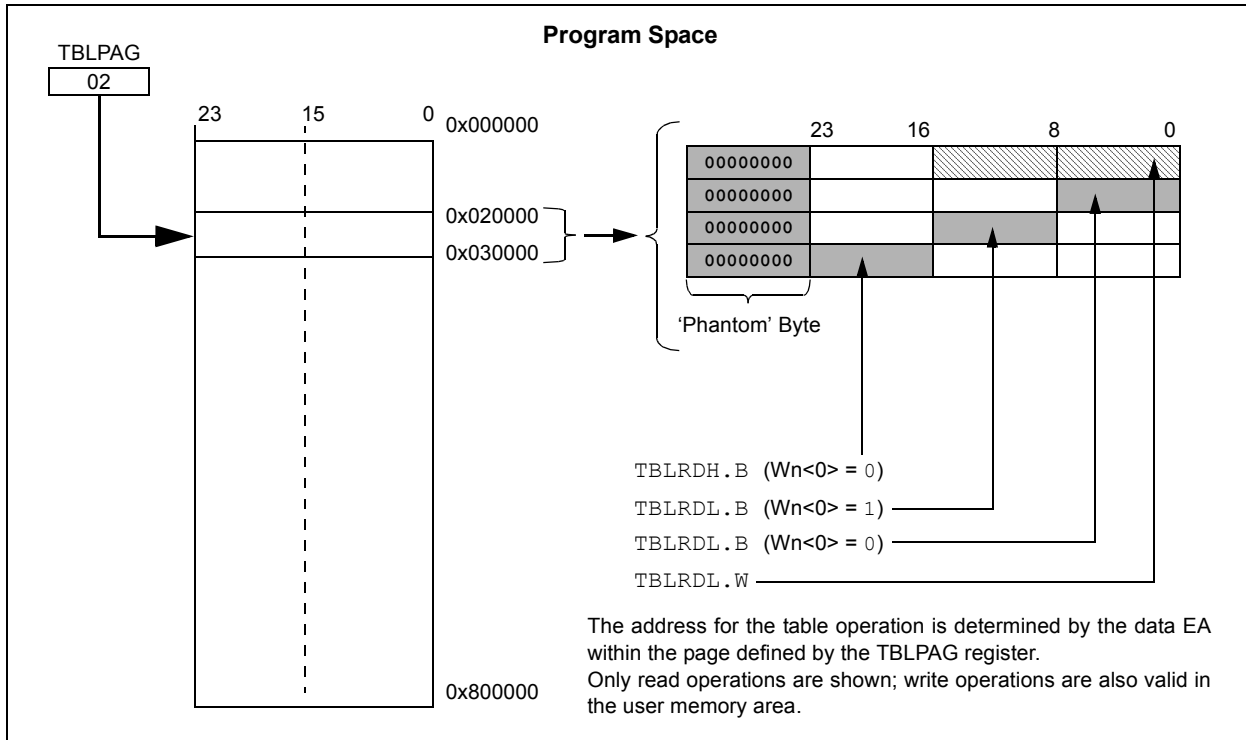 Program Space
TBLPAG
02
23 15 0
0x000000
0x020000
0x030000
0x800000
23 16 8 0
00000000
00000000
00000000
00000000
‘Phantom’ Byte
TBLRDH.B (Wn<0> = 0)
TBLRDL.B (Wn<0> = 1)
TBLRDL.B (Wn<0> = 0)
TBLRDL.W
The address for the table operation is determined by the data EA
within the page defined by the TBLPAG register.
Only read operations are shown; write operations are also valid in
the user memory area.